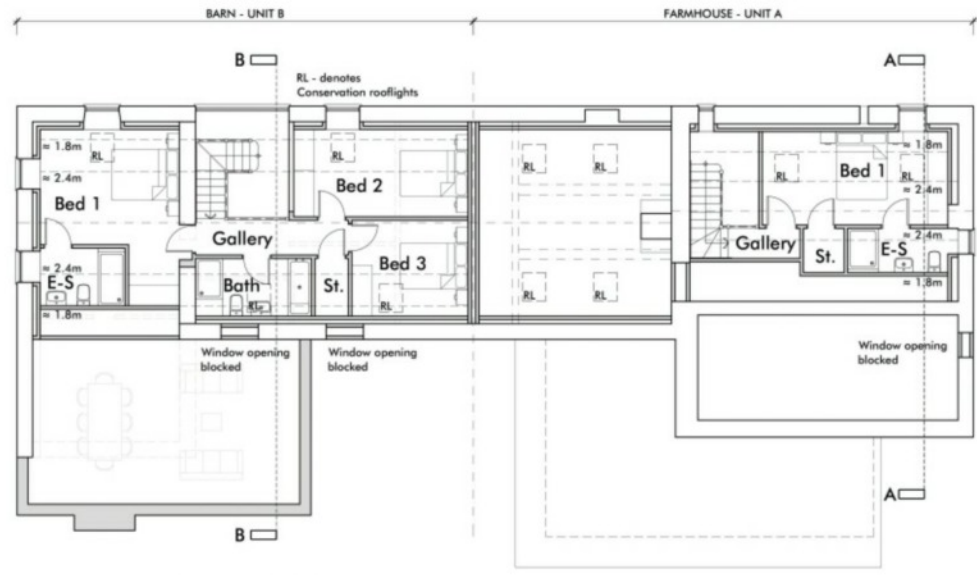 BARN - UNIT B
FARMHOUSE - UNIT A
B
A
RL - denotes
Conservation rooflights
≈ 1.8m
RL
≈ 2.4m
Bed 1
RL
Bed 2
RL
RL
≈ 1.8m
RL
Bed 1
RL
≈ 2.4m
Gallery
Bed 3
Gallery
St.
E-S
≈ 2.4m
≈ 2.4m
E-S
Bath
St.
RL
RL
RL
RL
≈ 1.8m
≈ 1.8m
Window opening
blocked
Window opening
blocked
Window opening
blocked
A
B